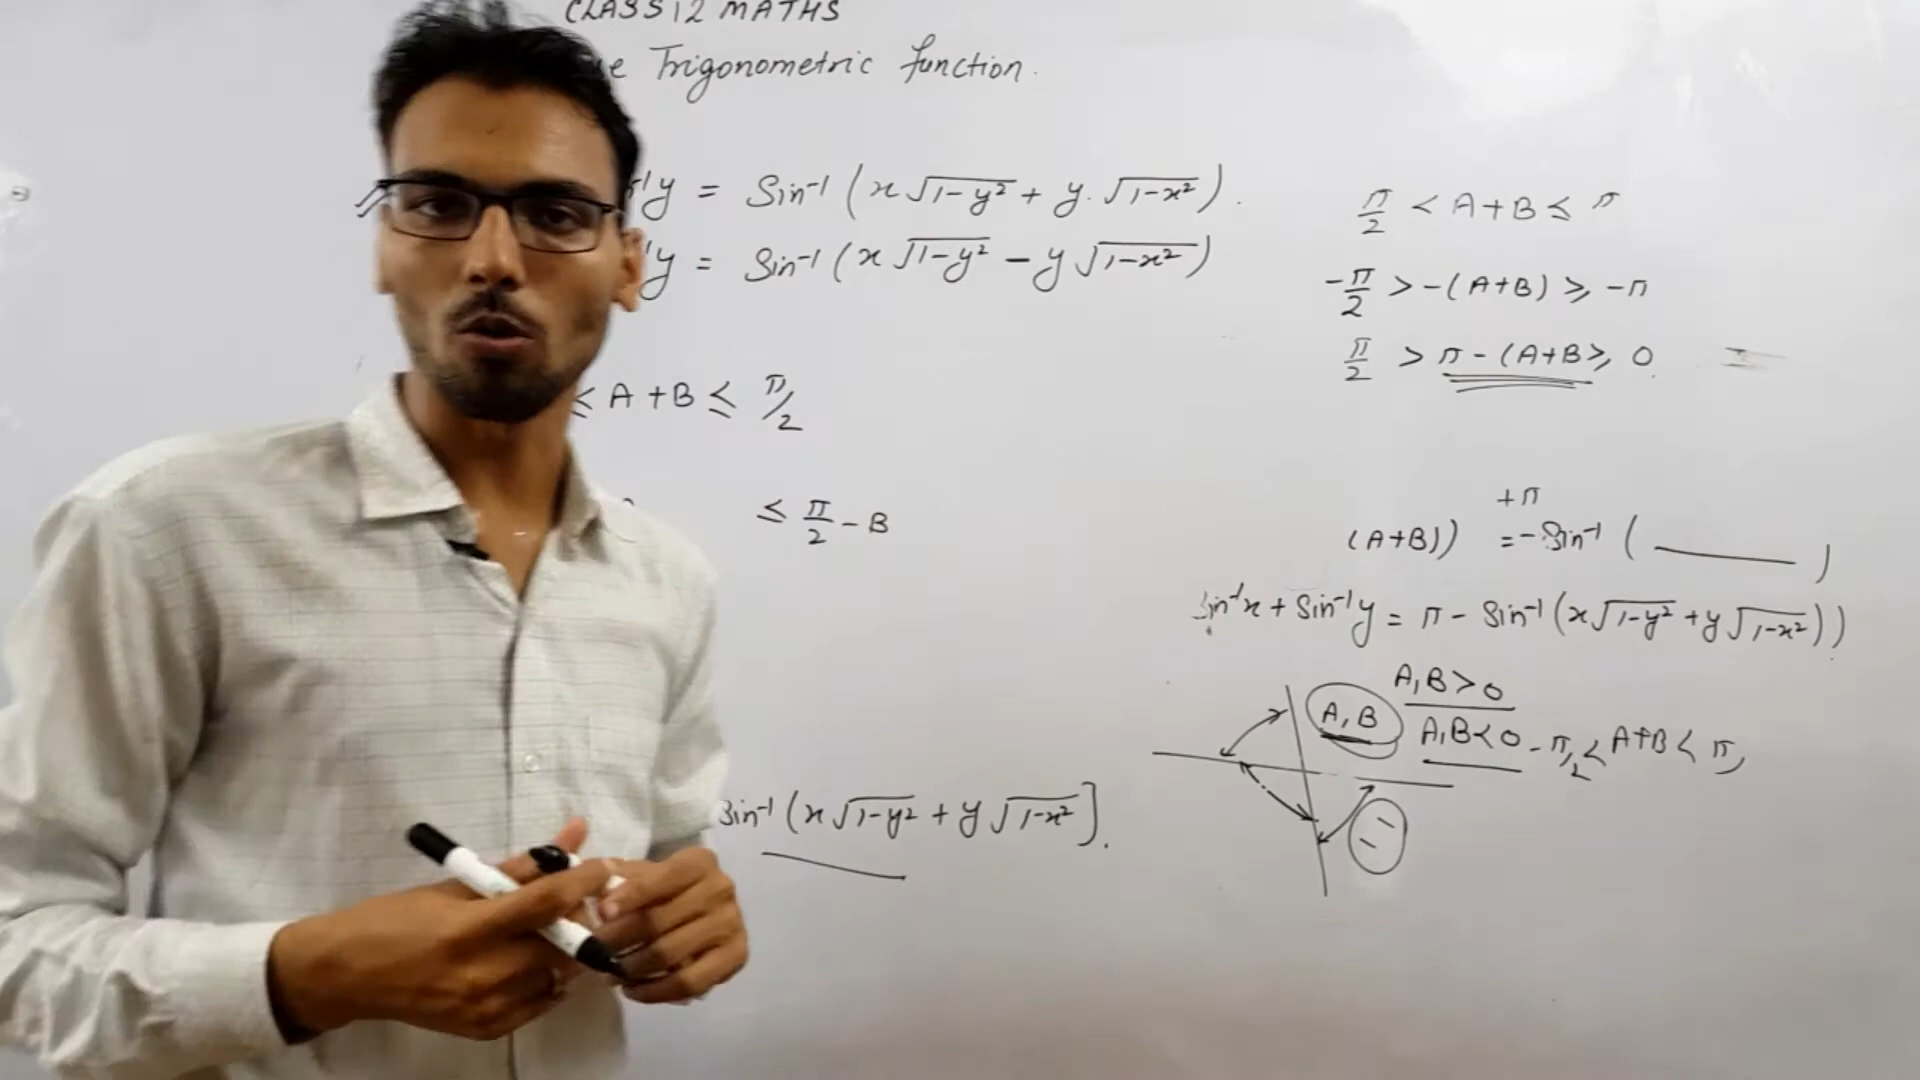 CLASS 12 MATHS
Trigonometric function.
y = Sin⁻¹ (x √1-y² + y. √1-x²).
y = Sin⁻¹ (x √1-y² - y √1-x²)
π/2 < A+B ≤ π
-π/2 > -(A+B) ≥, -π
π/2 > π - (A+B ≥, 0.
≤ A+B ≤ π/2
≤ π/2 - B
+π
(A+B)) = - Sin⁻¹ ( )
Sin⁻¹x + Sin⁻¹y = π - Sin⁻¹ (x √1-y² + y √1-x²))
A,B>0
A, B
A,B<0 - π/2 < A+B < π,
Sin⁻¹ (x √1-y² + y √1-x²].